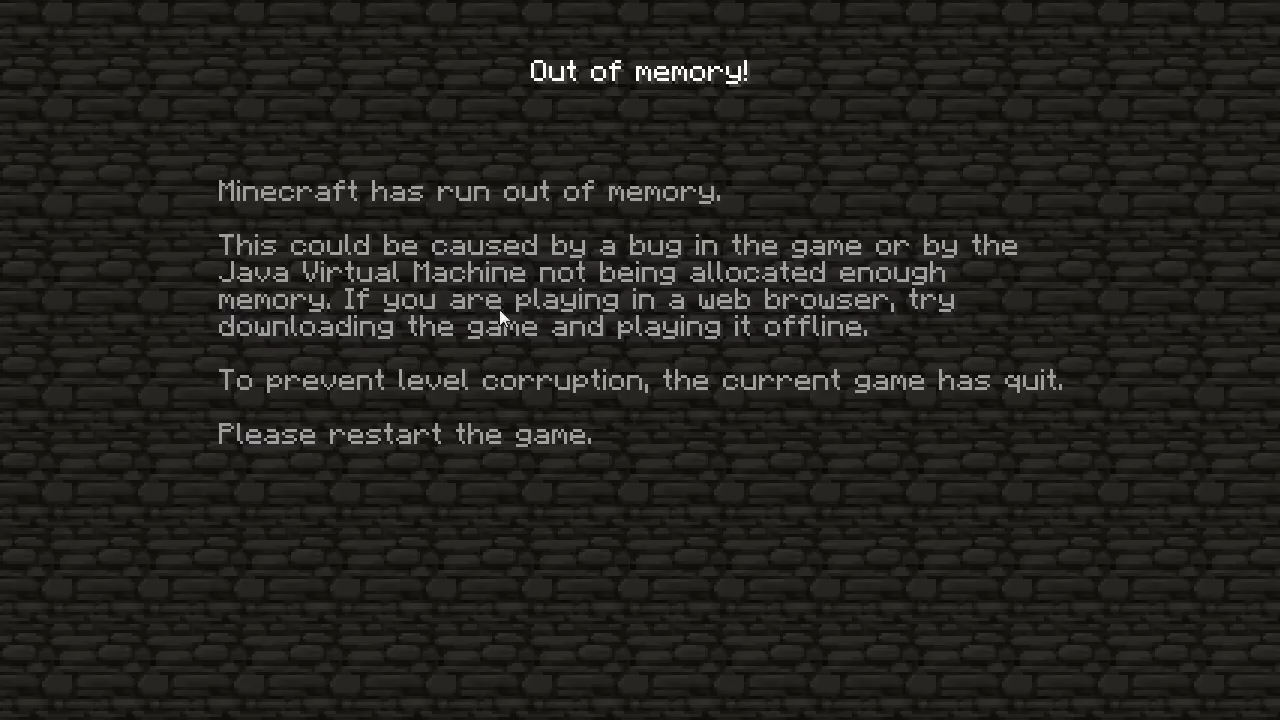 Out of memory!
Minecraft has run out of memory.
This could be caused by a bug in the game or by the
Java Virtual Machine not being allocated enough
memory. If you are playing in a web browser, try
downloading the game and playing it offline.
To prevent level corruption, the current game has quit.
Please restart the game.